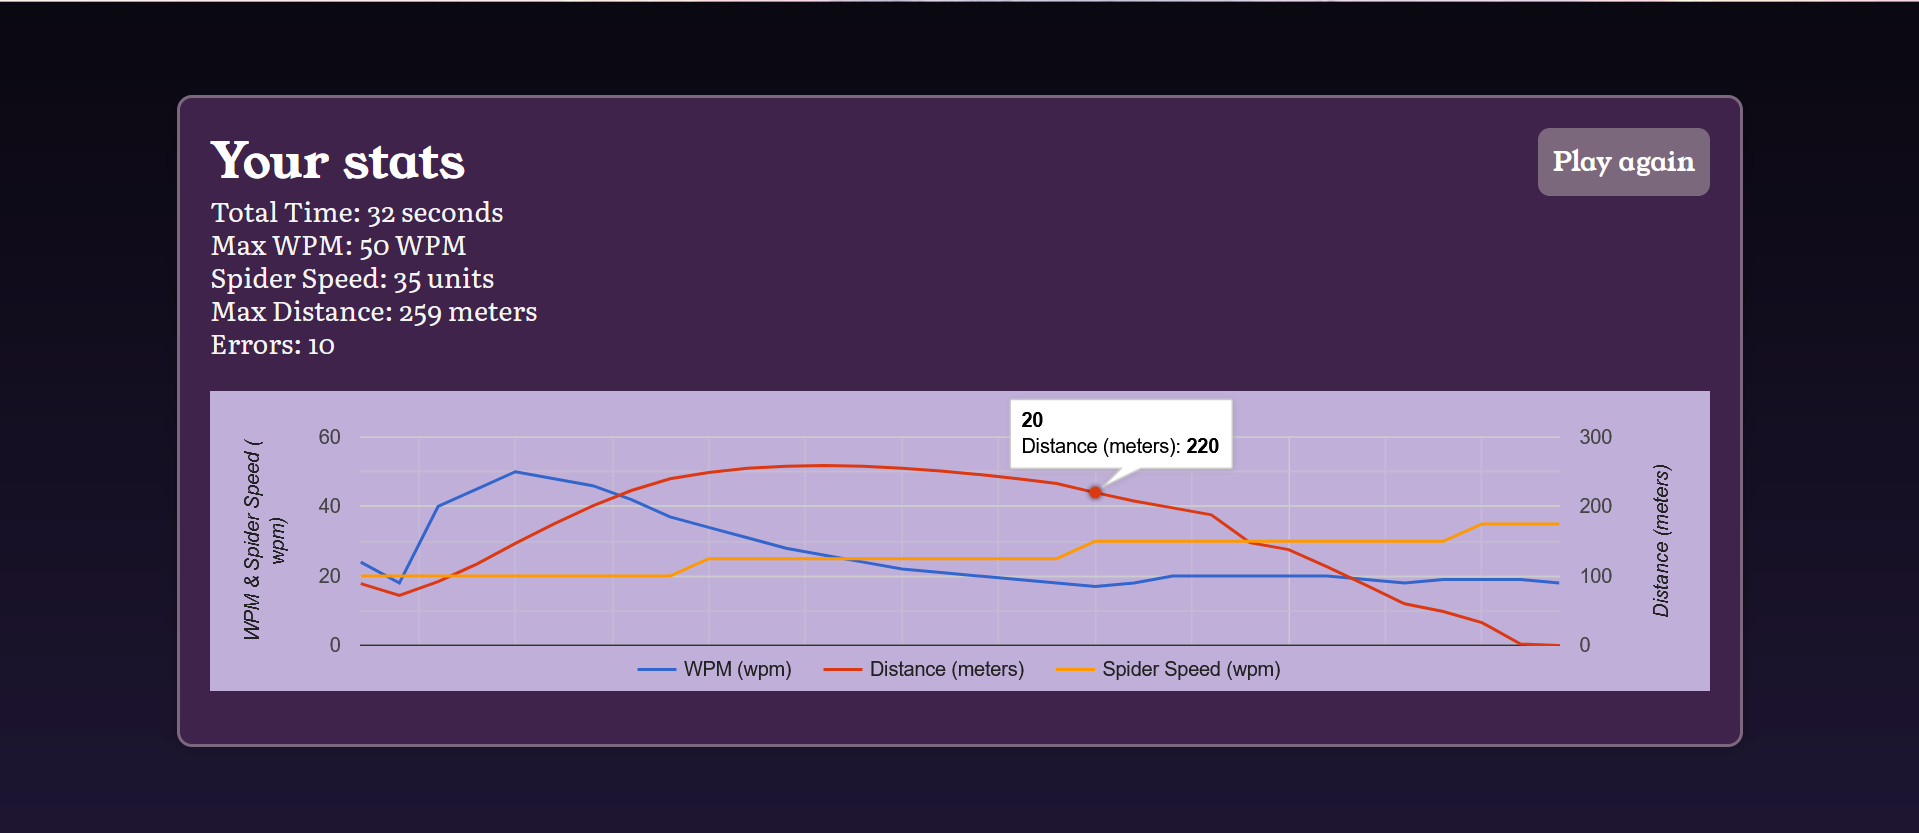 Your stats
Play again
Total Time: 32 seconds
Max WPM: 50 WPM
Spider Speed: 35 units
Max Distance: 259 meters
Errors: 10
WPM & Spider Speed (
wpm)
60
40
20
0
20
Distance (meters): 220
300
200
100
0
Distance (meters)
WPM (wpm)
Distance (meters)
Spider Speed (wpm)